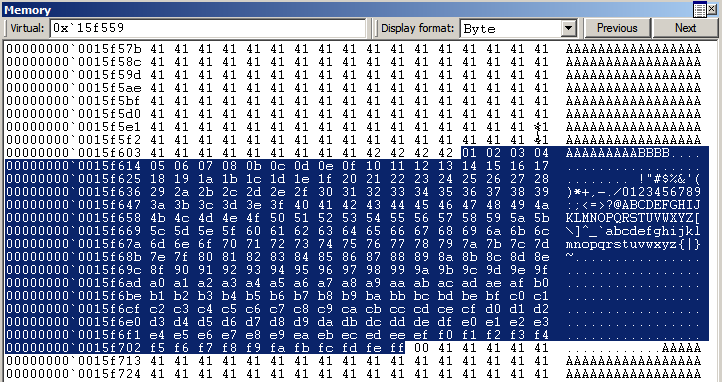 Memory
Virtual: 0x`15f559 Display format: Byte Previous Next
00000000`0015f57b 41 41 41 41 41 41 41 41 41 41 41 41 41 41 41 41 41 AAAAAAAAAAAAAAAAA
00000000`0015f58c 41 41 41 41 41 41 41 41 41 41 41 41 41 41 41 41 41 AAAAAAAAAAAAAAAAA
00000000`0015f59d 41 41 41 41 41 41 41 41 41 41 41 41 41 41 41 41 41 AAAAAAAAAAAAAAAAA
00000000`0015f5ae 41 41 41 41 41 41 41 41 41 41 41 41 41 41 41 41 41 AAAAAAAAAAAAAAAAA
00000000`0015f5bf 41 41 41 41 41 41 41 41 41 41 41 41 41 41 41 41 41 AAAAAAAAAAAAAAAAA
00000000`0015f5d0 41 41 41 41 41 41 41 41 41 41 41 41 41 41 41 41 41 AAAAAAAAAAAAAAAAA
00000000`0015f5e1 41 41 41 41 41 41 41 41 41 41 41 41 41 41 41 41 AAAAAAAAAAAAAAAAA
00000000`0015f5f2 41 41 41 41 41 41 41 41 41 41 41 41 41 41 41 41 AAAAAAAAAAAAAAAAA
00000000`0015f603 41 41 41 41 41 41 41 41 41 42 42 42 42 01 02 03 04 AAAAAAAAABBBB....
00000000`0015f614 05 06 07 08 0b 0c 0d 0e 0f 10 11 12 13 14 15 16 17 .................
00000000`0015f625 18 19 1a 1b 1c 1d 1e 1f 20 21 22 23 24 25 26 27 28 ........ !"#$%&'(
00000000`0015f636 29 2a 2b 2c 2d 2e 2f 30 31 32 33 34 35 36 37 38 39 )*+,-./0123456789
00000000`0015f647 3a 3b 3c 3d 3e 3f 40 41 42 43 44 45 46 47 48 49 4a :;<=>?@ABCDEFGHIJ
00000000`0015f658 4b 4c 4d 4e 4f 50 51 52 53 54 55 56 57 58 59 5a 5b KLMNOPQRSTUVWXYZ[
00000000`0015f669 5c 5d 5e 5f 60 61 62 63 64 65 66 67 68 69 6a 6b 6c \]^_`abcdefghijkl
00000000`0015f67a 6d 6e 6f 70 71 72 73 74 75 76 77 78 79 7a 7b 7c 7d mnopqrstuvwxyz{|}
00000000`0015f68b 7e 7f 80 81 82 83 84 85 86 87 88 89 8a 8b 8c 8d 8e ~................
00000000`0015f69c 8f 90 91 92 93 94 95 96 97 98 99 9a 9b 9c 9d 9e 9f .................
00000000`0015f6ad a0 a1 a2 a3 a4 a5 a6 a7 a8 a9 aa ab ac ad ae af b0 .................
00000000`0015f6be b1 b2 b3 b4 b5 b6 b7 b8 b9 ba bb bc bd be bf c0 c1 .................
00000000`0015f6cf c2 c3 c4 c5 c6 c7 c8 c9 ca cb cc cd ce cf d0 d1 d2 .................
00000000`0015f6e0 d3 d4 d5 d6 d7 d8 d9 da db dc dd de df e0 e1 e2 e3 .................
00000000`0015f6f1 e4 e5 e6 e7 e8 e9 ea eb ec ed ee ef f0 f1 f2 f3 f4 .................
00000000`0015f702 f5 f6 f7 f8 f9 fa fb fc fd fe ff 00 41 41 41 41 41 ............AAAAA
00000000`0015f713 41 41 41 41 41 41 41 41 41 41 41 41 41 41 41 41 41 AAAAAAAAAAAAAAAAA
00000000`0015f724 41 41 41 41 41 41 41 41 41 41 41 41 41 41 41 41 41 AAAAAAAAAAAAAAAAA